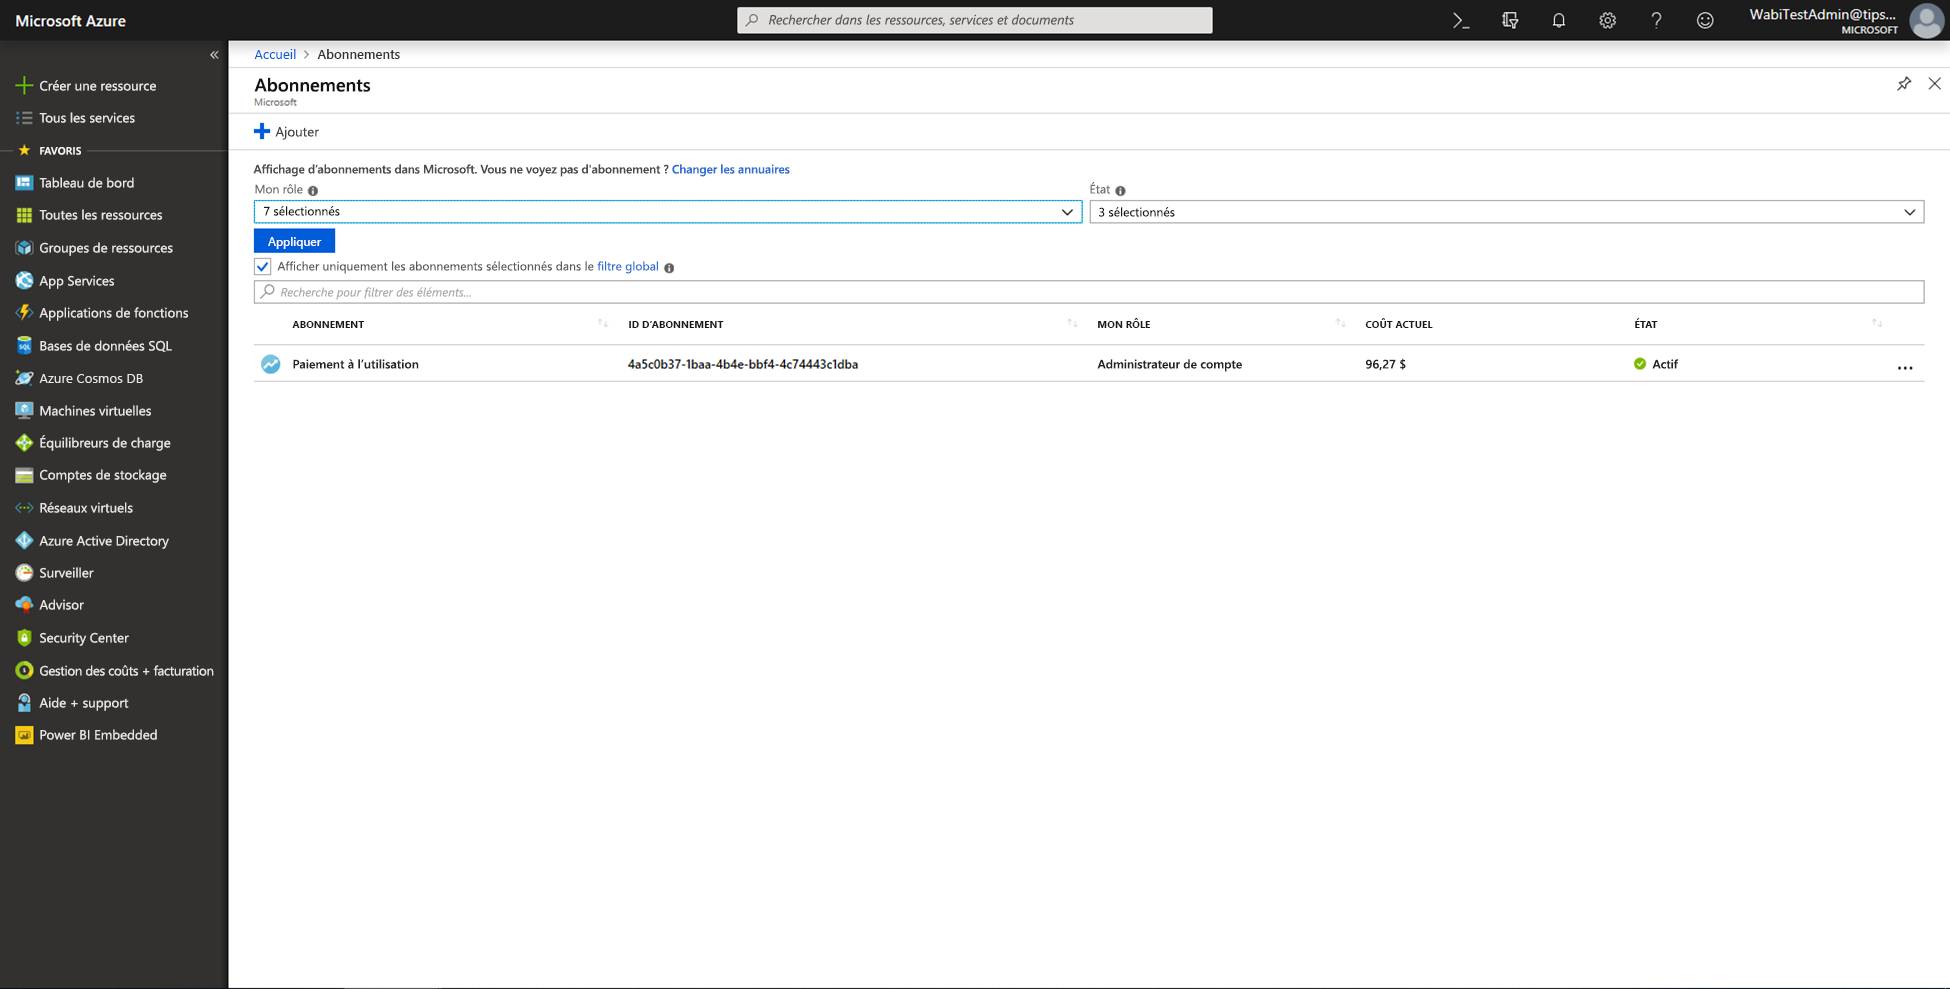 Microsoft Azure
Rechercher dans les ressources, services et documents
WabiTestAdmin@tips...
MICROSOFT
Créer une ressource
Tous les services
FAVORIS
Tableau de bord
Toutes les ressources
Groupes de ressources
App Services
Applications de fonctions
Bases de données SQL
Azure Cosmos DB
Machines virtuelles
Équilibreurs de charge
Comptes de stockage
Réseaux virtuels
Azure Active Directory
Surveiller
Advisor
Security Center
Gestion des coûts + facturation
Aide + support
Power BI Embedded
Accueil > Abonnements
Abonnements
Microsoft
Ajouter
Affichage d'abonnements dans Microsoft. Vous ne voyez pas d'abonnement ? Changer les annuaires
Mon rôle État
7 sélectionnés 3 sélectionnés
Appliquer
Afficher uniquement les abonnements sélectionnés dans le filtre global
Recherche pour filtrer des éléments...
ABONNEMENT ID D'ABONNEMENT MON RÔLE COÛT ACTUEL ÉTAT
Paiement à l'utilisation 4a5c0b37-1baa-4b4e-bbf4-4c74443c1dba Administrateur de compte 96,27 $ Actif ...